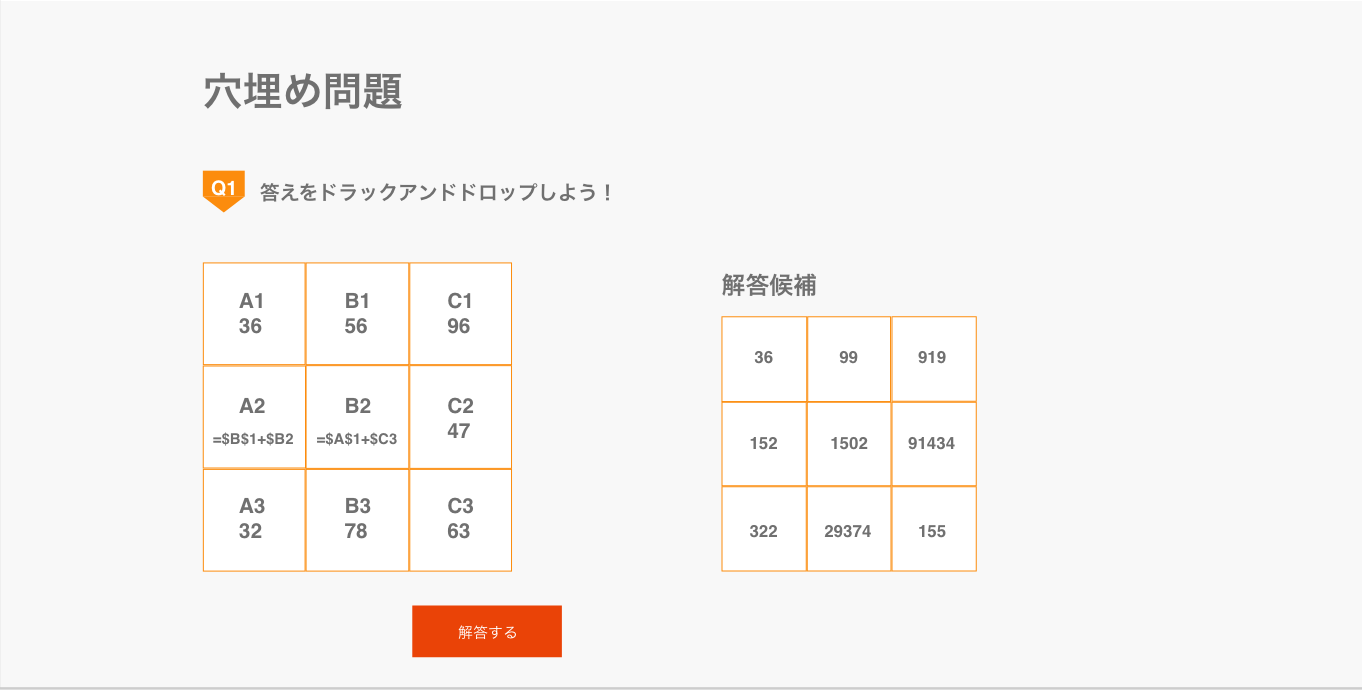 穴埋め問題
Q1 答えをドラックアンドドロップしよう！
A1 B1 C1
36 56 96
A2 B2 C2
=$B$1+$B2 =$A$1+$C3 47
A3 B3 C3
32 78 63
解答候補
36 99 919
152 1502 91434
322 29374 155
解答する